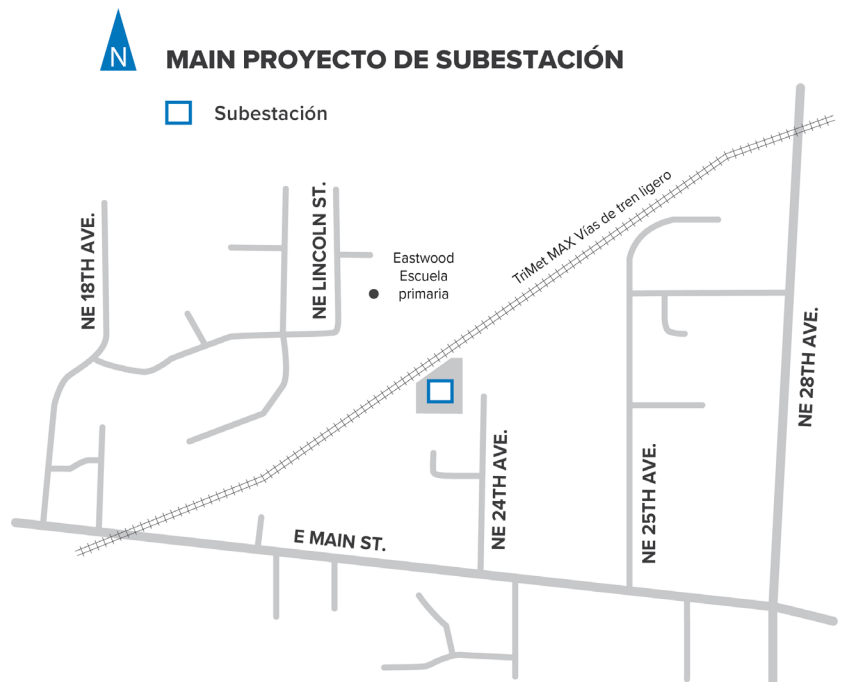 N
MAIN PROYECTO DE SUBESTACIÓN
Subestación
NE 18TH AVE.
NE LINCOLN ST.
Eastwood
Escuela
primaria
TriMet MAX Vías de tren ligero
NE 28TH AVE.
NE 24TH AVE.
NE 25TH AVE.
E MAIN ST.